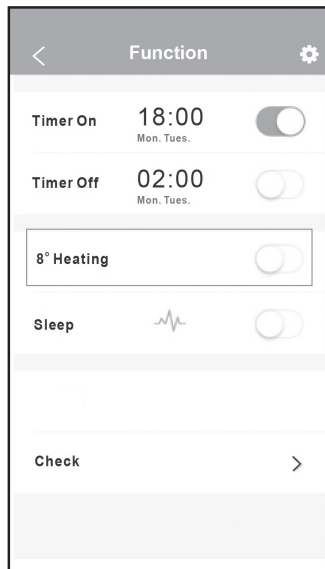 Function
Timer On 18:00
Mon. Tues.
Timer Off 02:00
Mon. Tues.
8° Heating
Sleep
Check